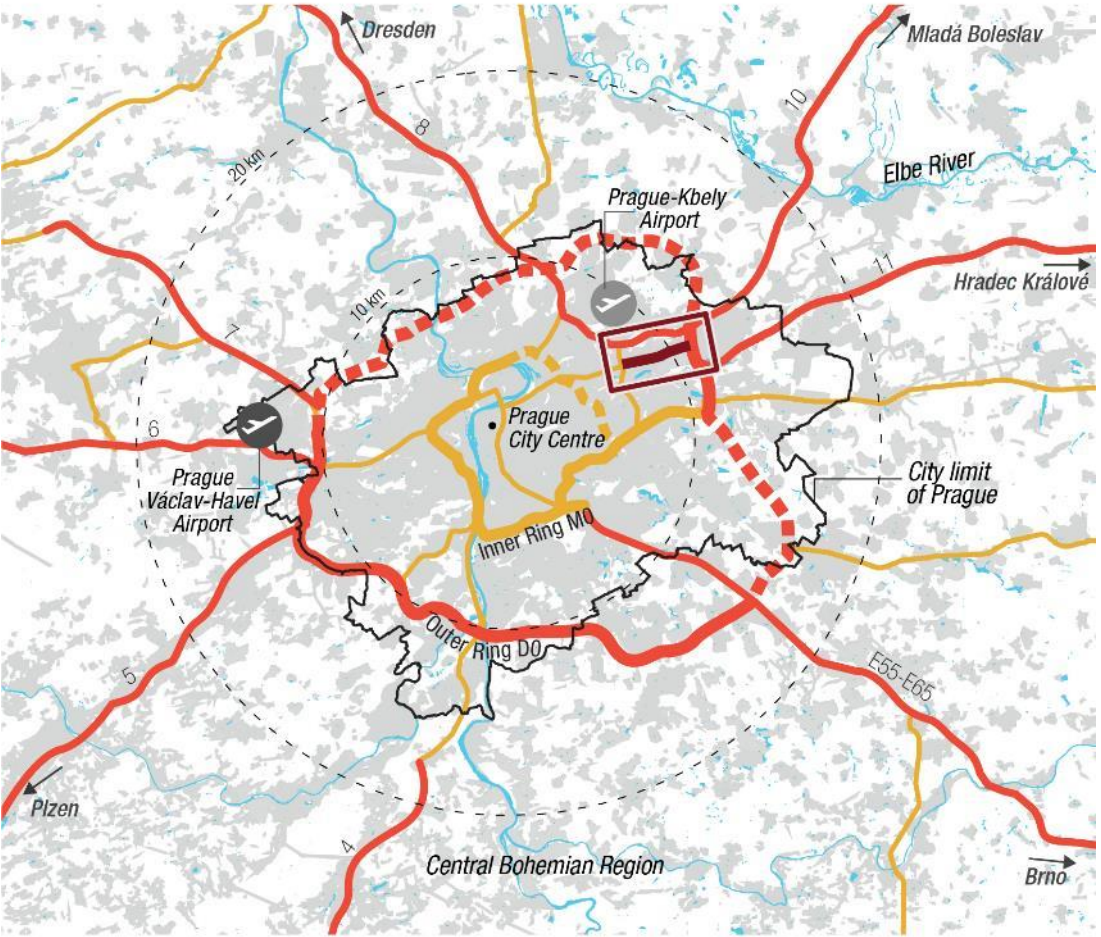 Dresden
Mladá Boleslav
10
8
20 km
Elbe River
Prague-Kbely
Airport
11
Hradec Králové
10 km
7
6
Prague
City Centre
Prague
Václav-Havel
Airport
City limit
of Prague
Inner Ring M0
Outer Ring D0
5
E55-E65
Plzen
4
Central Bohemian Region
Brno